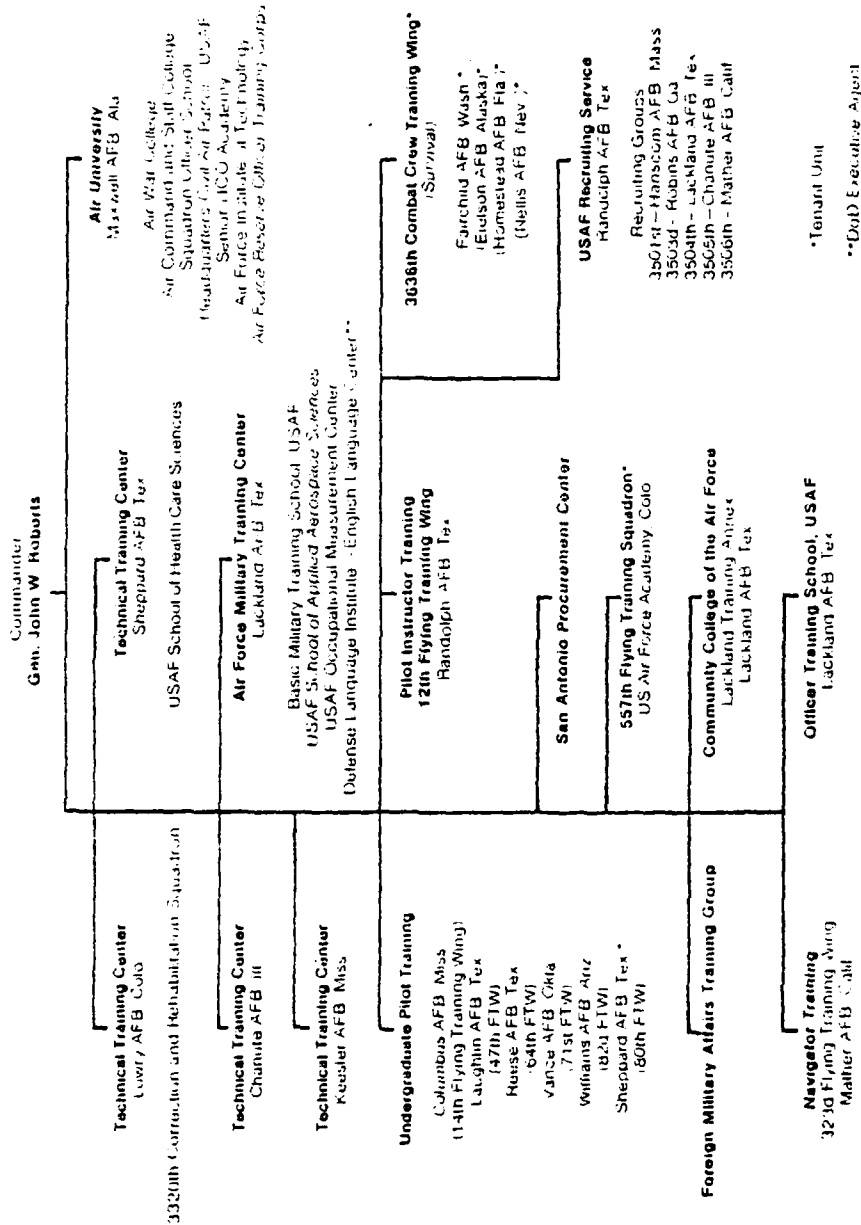 Commander
Gen. John W. Roberts
Technical Training Center
Lowry AFB Colo
3320th Correction and Rehabilitation Squadron
Technical Training Center
Chanute AFB Ill
Technical Training Center
Keesler AFB Miss
Undergraduate Pilot Training
Columbus AFB Miss
(14th Flying Training Wing)
Laughlin AFB Tex
(47th FTW)
Reese AFB Tex
(64th FTW)
Vance AFB Okla
(71st FTW)
Williams AFB Ariz
(82d FTW)
Sheppard AFB Tex*
(80th FTW)
Foreign Military Affairs Training Group
Navigator Training
323d Flying Training Wing
Mather AFB Calif
Technical Training Center
Sheppard AFB Tex
USAF School of Health Care Sciences
Air Force Military Training Center
Lackland AFB Tex
Basic Military Training School, USAF
USAF School of Applied Aerospace Sciences
USAF Occupational Measurement Center
Defense Language Institute - English Language Center**
Pilot Instructor Training
12th Flying Training Wing
Randolph AFB Tex
San Antonio Procurement Center
557th Flying Training Squadron*
US Air Force Academy, Colo
Community College of the Air Force
Lackland Training Annex
Lackland AFB Tex
Officer Training School, USAF
Lackland AFB Tex
Air University
Maxwell AFB Ala
Air War College
Air Command and Staff College
Squadron Officer School
Headquarters Civil Air Patrol - USAF
Senior NCO Academy
Air Force Institute of Technology
Air Force Reserve Officer Training Corps
3636th Combat Crew Training Wing*
(Survival)
Fairchild AFB Wash*
(Eielson AFB Alaska)*
(Homestead AFB Fla)*
(Nellis AFB Nev)*
USAF Recruiting Service
Randolph AFB Tex
Recruiting Groups
3501st - Hanscom AFB Mass
3503d - Robins AFB Ga
3504th - Lackland AFB Tex
3505th - Chanute AFB Ill
3506th - Mather AFB Calif
*Tenant Unit
**DoD Executive Agent